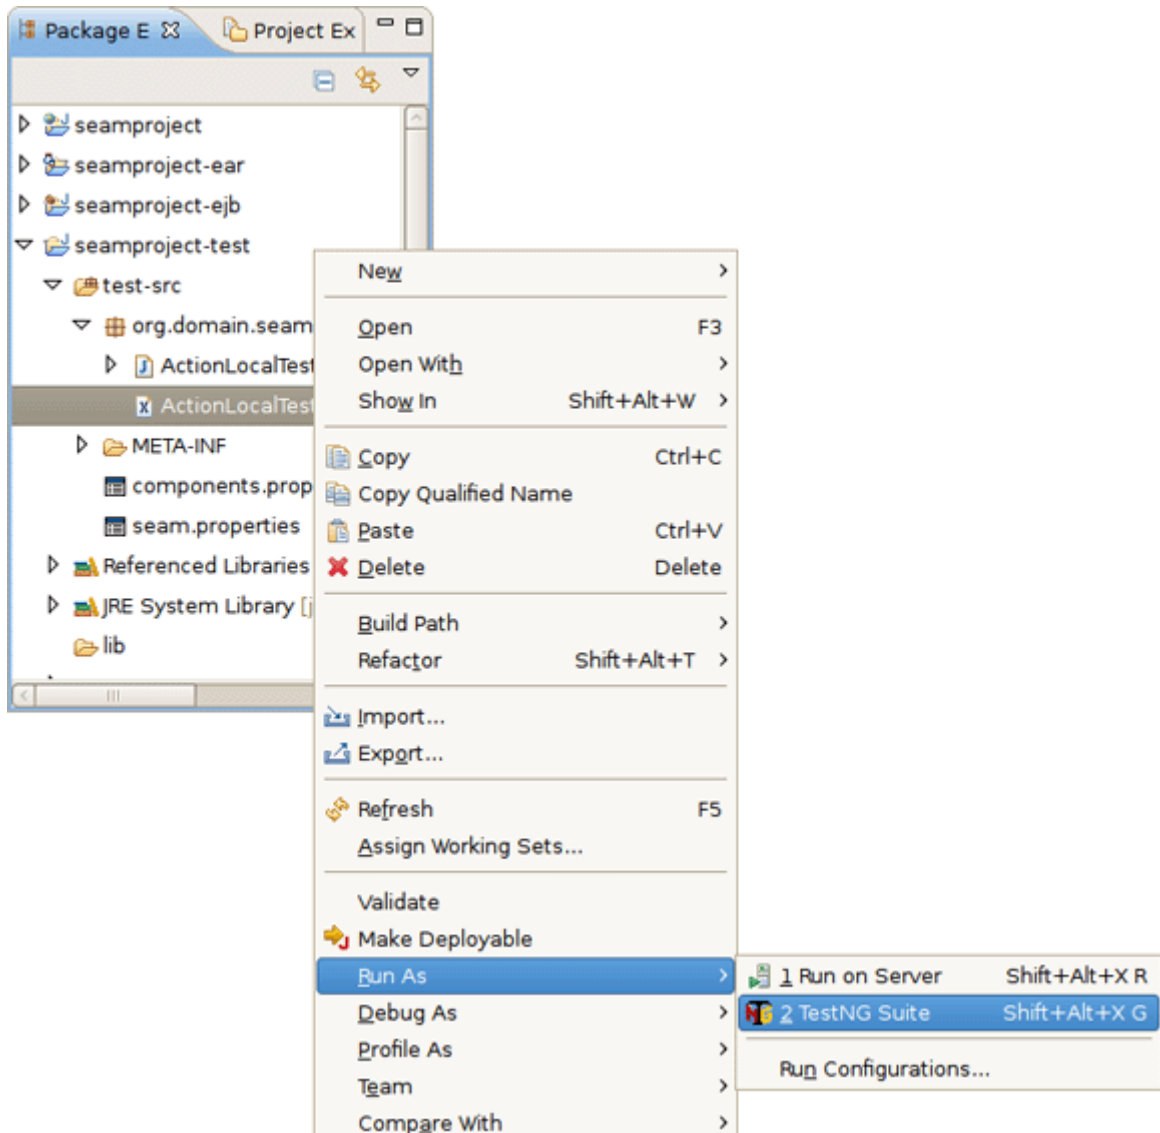 Package E
Project Ex
seamproject
seamproject-ear
seamproject-ejb
seamproject-test
test-src
org.domain.seam
ActionLocalTest
ActionLocalTest
META-INF
components.prop
seam.properties
Referenced Libraries
JRE System Library [j
lib
New
Open F3
Open With
Show In Shift+Alt+W
Copy Ctrl+C
Copy Qualified Name
Paste Ctrl+V
Delete Delete
Build Path
Refactor Shift+Alt+T
Import...
Export...
Refresh F5
Assign Working Sets...
Validate
Make Deployable
Run As
Debug As
Profile As
Team
Compare With
1 Run on Server Shift+Alt+X R
2 TestNG Suite Shift+Alt+X G
Run Configurations...